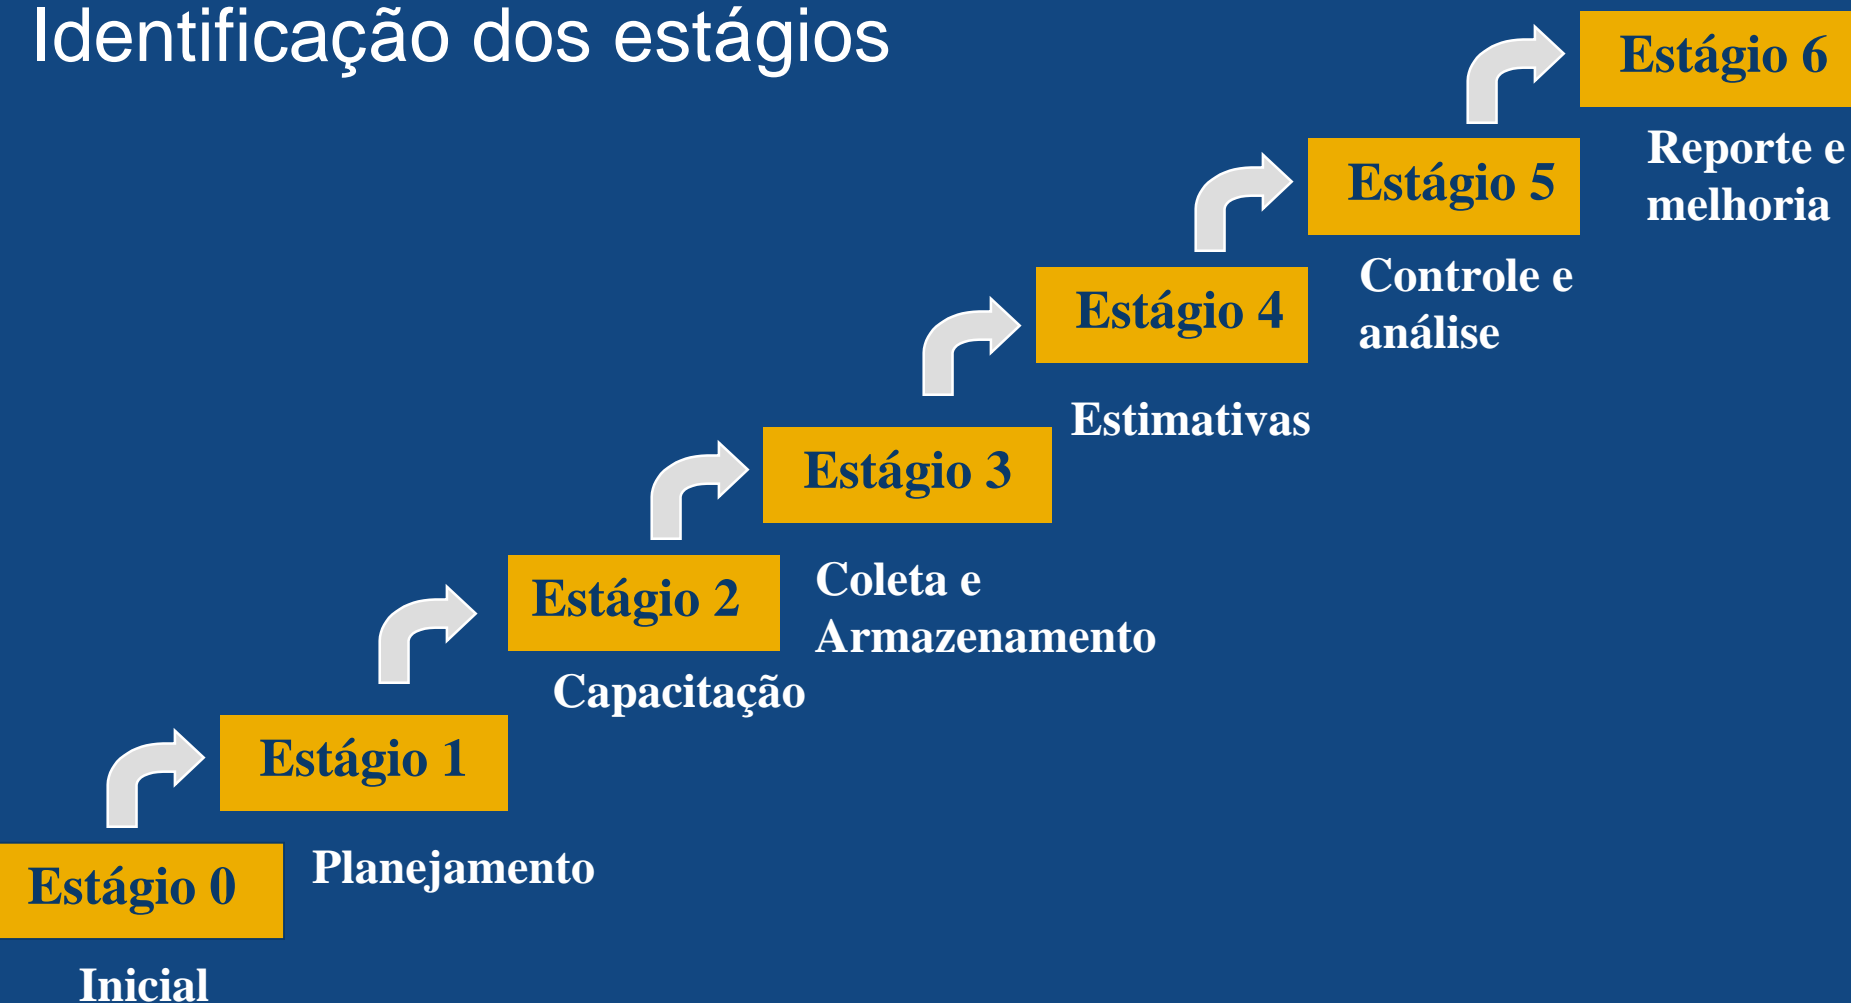 Identificação dos estágios
Estágio 6
Reporte e
melhoria
Estágio 5
Controle e
análise
Estágio 4
Estimativas
Estágio 3
Coleta e
Armazenamento
Estágio 2
Capacitação
Estágio 1
Planejamento
Estágio 0
Inicial